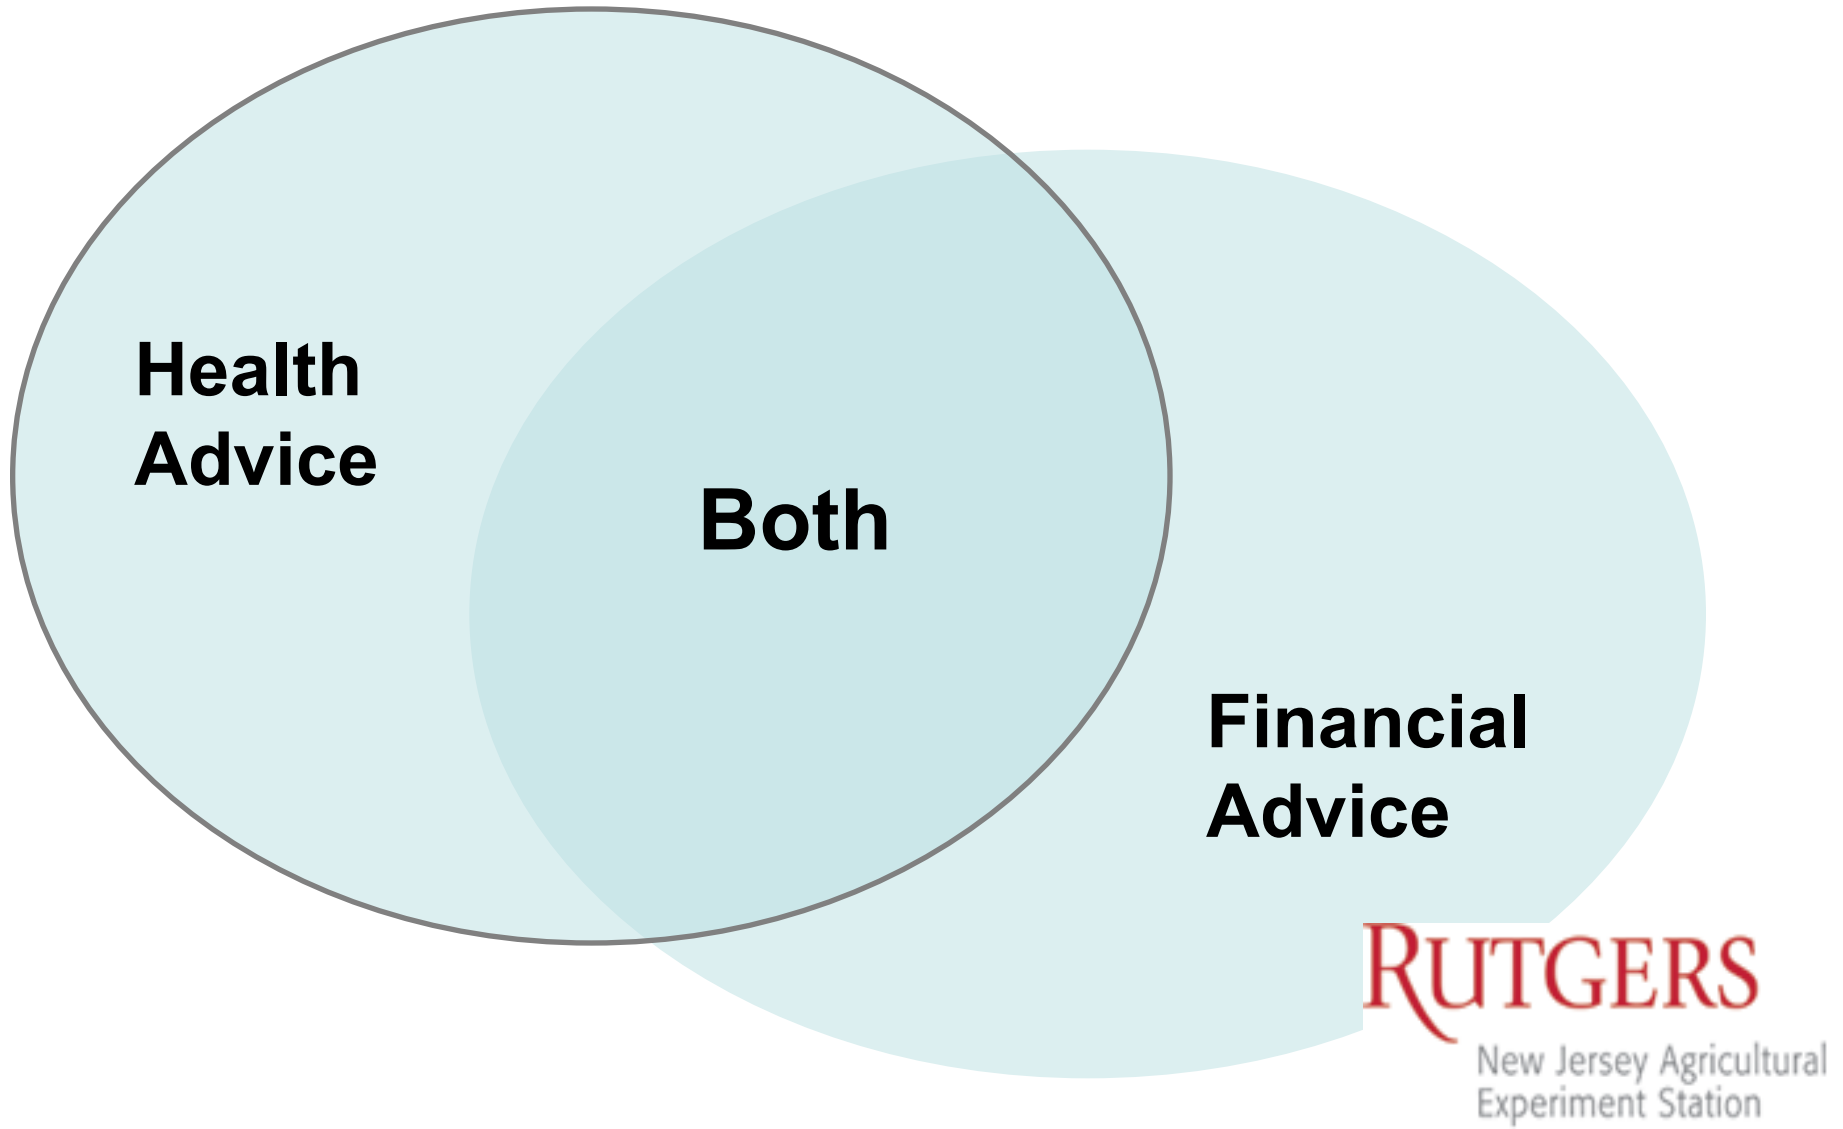 Health
Advice
Both
Financial
Advice
RUTGERS
New Jersey Agricultural
Experiment Station